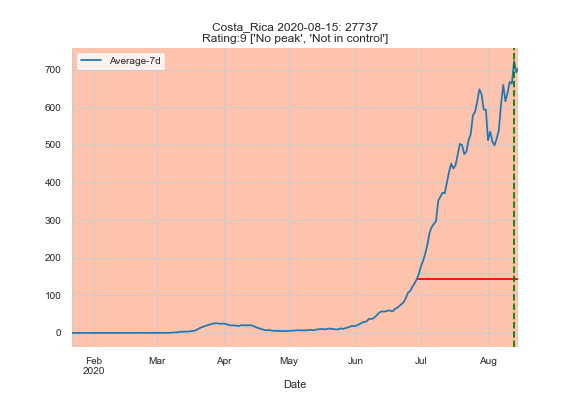 Costa_Rica 2020-08-15: 27737
Rating:9 ['No peak', 'Not in control']
Average-7d
700
600
500
400
300
200
100
0
Feb Mar Apr May Jun Jul Aug
2020
Date